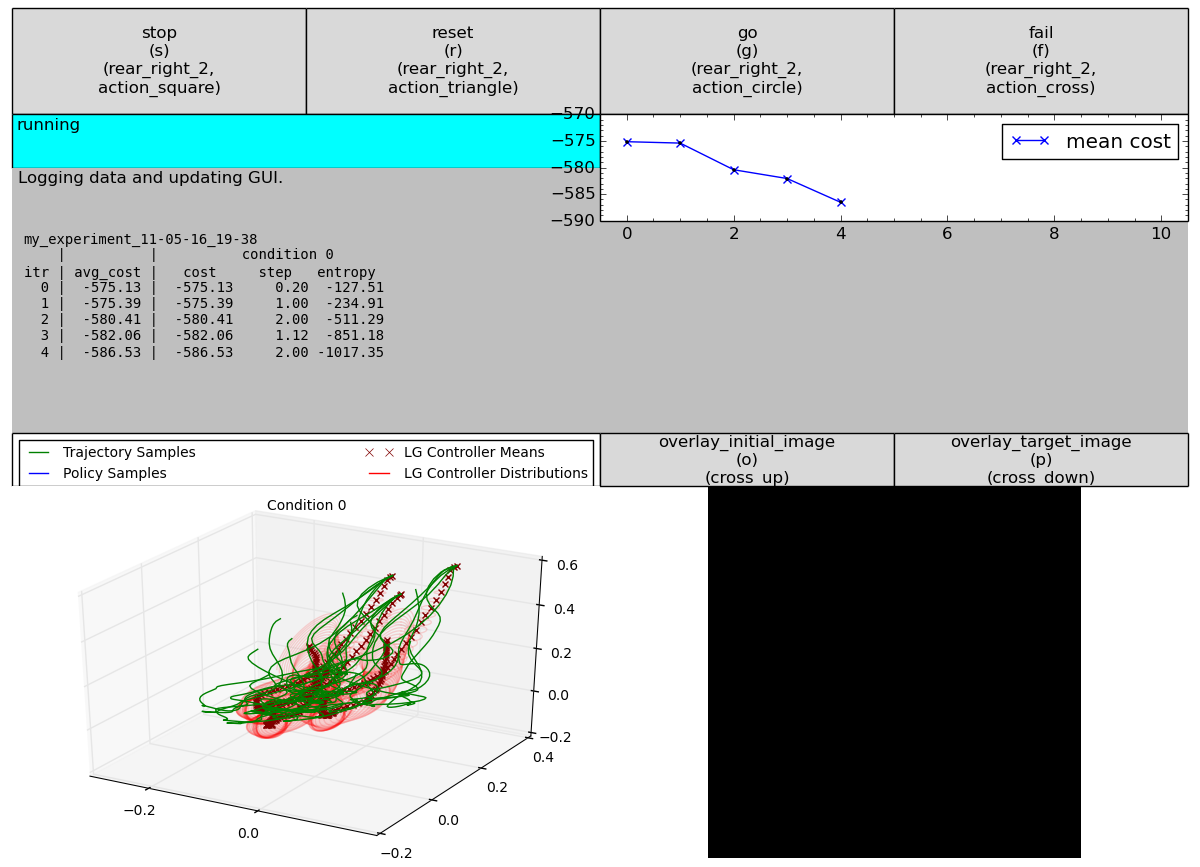 stop
(s)
(rear_right_2,
action_square)
reset
(r)
(rear_right_2,
action_triangle)
go
(g)
(rear_right_2,
action_circle)
fail
(f)
(rear_right_2,
action_cross)
running
−570
−575
−580
−585
−590
mean cost
0 2 4 6 8 10
Logging data and updating GUI.
my_experiment_11-05-16_19-38
| | condition 0
itr | avg_cost | cost step entropy
0 | -575.13 | -575.13 0.20 -127.51
1 | -575.39 | -575.39 1.00 -234.91
2 | -580.41 | -580.41 2.00 -511.29
3 | -582.06 | -582.06 1.12 -851.18
4 | -586.53 | -586.53 2.00 -1017.35
Trajectory Samples
LG Controller Means
Policy Samples
LG Controller Distributions
overlay_initial_image
(o)
(cross_up)
overlay_target_image
(p)
(cross_down)
Condition 0
0.6
0.4
0.2
0.0
−0.2
0.4
0.2
0.0
−0.2
−0.2
0.0